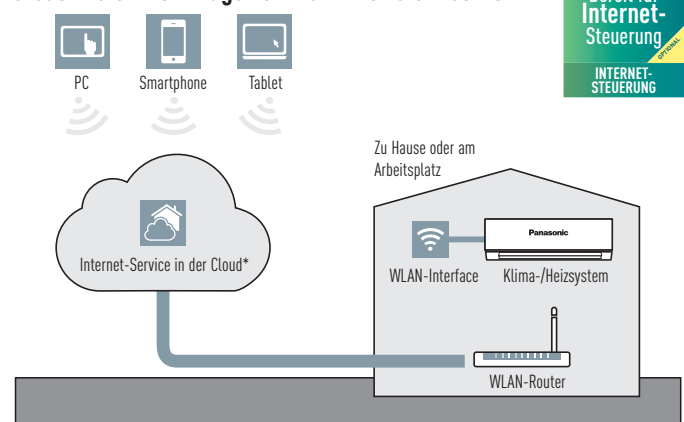 Internet-
Steuerung
OPTIONAL
INTERNET-
STEUERUNG
PC
Smartphone
Tablet
Zu Hause oder am
Arbeitsplatz
Panasonic
Internet-Service in der Cloud*
WLAN-Interface
Klima-/Heizsystem
WLAN-Router